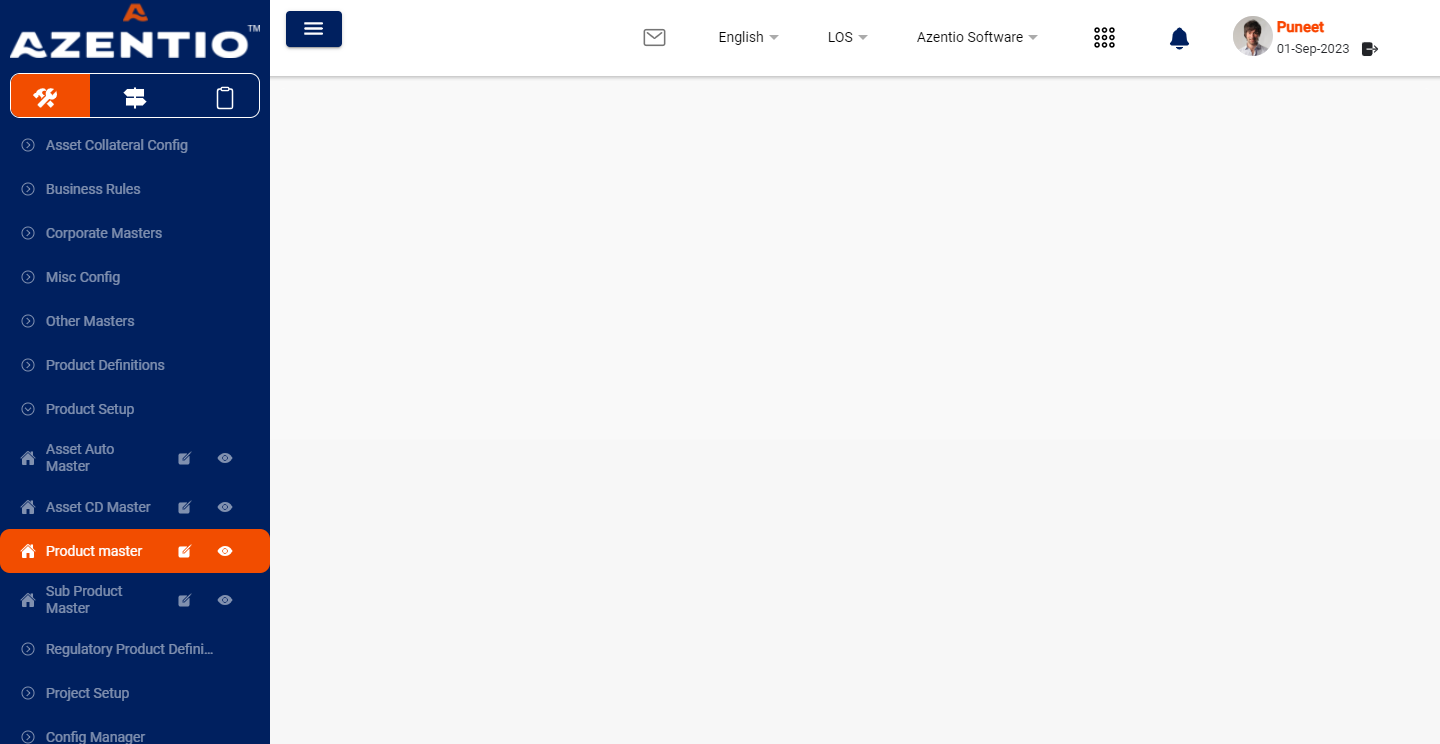 AZENTIO™
English
LOS
Azentio Software
Puneet
01-Sep-2023
Asset Collateral Config
Business Rules
Corporate Masters
Misc Config
Other Masters
Product Definitions
Product Setup
Asset Auto
Master
Asset CD Master
Product master
Sub Product
Master
Regulatory Product Defini...
Project Setup
Config Manager